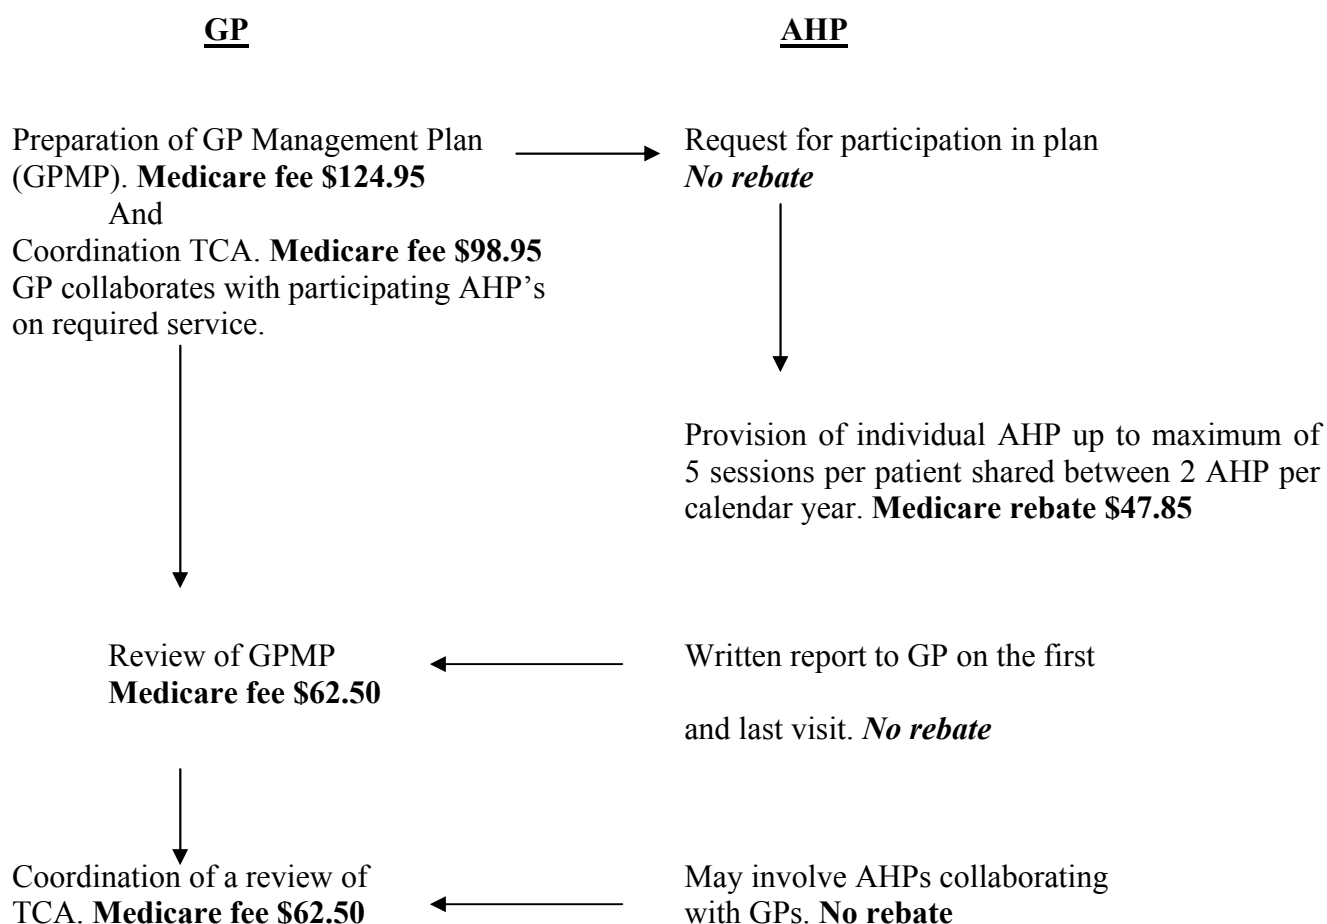 GP
AHP
Preparation of GP Management Plan
(GPMP). Medicare fee $124.95
And
Coordination TCA. Medicare fee $98.95
GP collaborates with participating AHP's
on required service.
Request for participation in plan
No rebate
Provision of individual AHP up to maximum of
5 sessions per patient shared between 2 AHP per
calendar year. Medicare rebate $47.85
Review of GPMP
Medicare fee $62.50
Written report to GP on the first
and last visit. No rebate
Coordination of a review of
TCA. Medicare fee $62.50
May involve AHPs collaborating
with GPs. No rebate